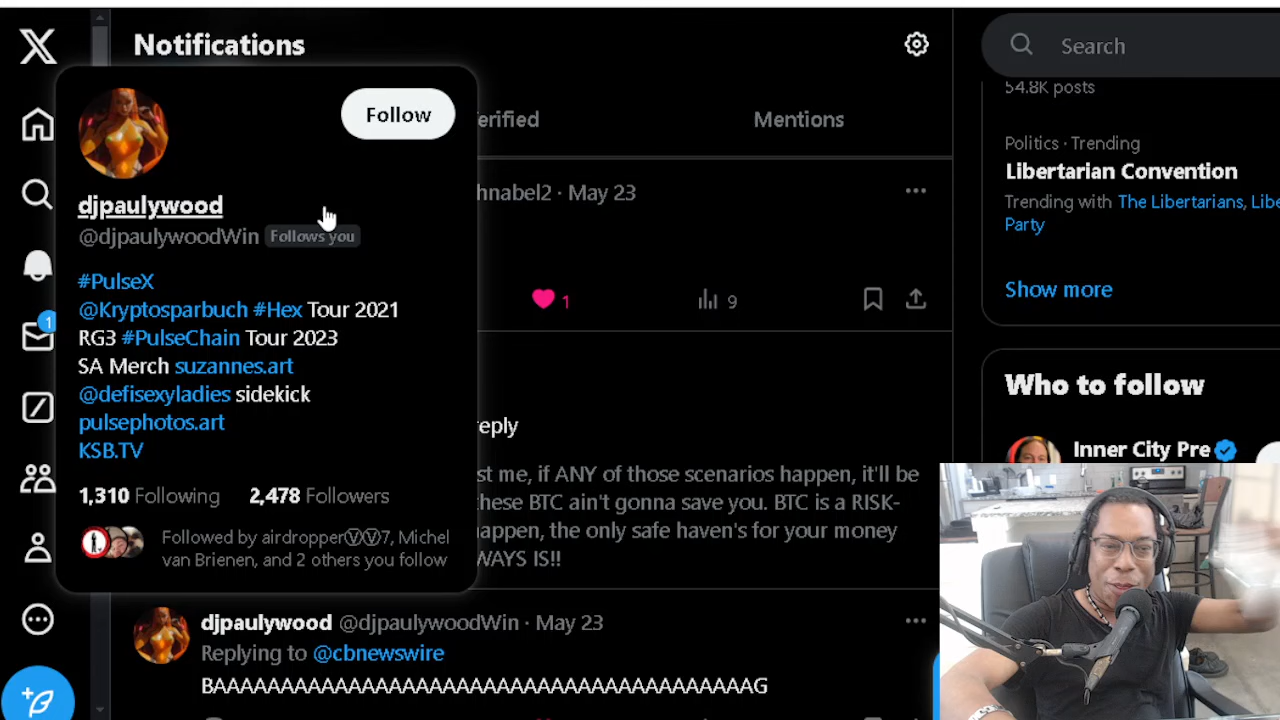 Notifications
Search
54.8K posts
Follow
erified
Mentions
Politics · Trending
Libertarian Convention
Trending with The Libertarians, Libe
Party
Show more
djpaulywood
@djpaulywoodWin Follows you
hnabel2 · May 23
#PulseX
@Kryptosparbuch #Hex Tour 2021
RG3 #PulseChain Tour 2023
SA Merch suzannes.art
@defisexyladies sidekick
pulsephotos.art
KSB.TV
1,310 Following 2,478 Followers
Followed by airdropperⓋⓋ7, Michel
van Brienen, and 2 others you follow
1
9
1
eply
st me, if ANY of those scenarios happen, it'll be
hese BTC ain't gonna save you. BTC is a RISK-
appen, the only safe haven's for your money
WAYS IS!!
Who to follow
Inner City Pre
djpaulywood @djpaulywoodWin · May 23
Replying to @cbnewswire
BAAAAAAAAAAAAAAAAAAAAAAAAAAAAAAAAAAAAAAAG